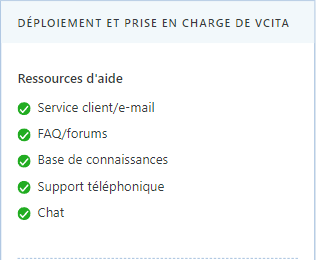 DÉPLOIEMENT ET PRISE EN CHARGE DE VCITA
Ressources d'aide
Service client/e-mail
FAQ/forums
Base de connaissances
Support téléphonique
Chat